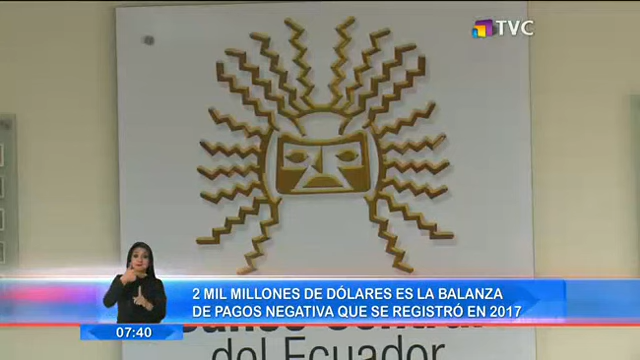 TVC
2 MIL MILLONES DE DÓLARES ES LA BALANZA
DE PAGOS NEGATIVA QUE SE REGISTRÓ EN 2017
07:40
del Ecuador